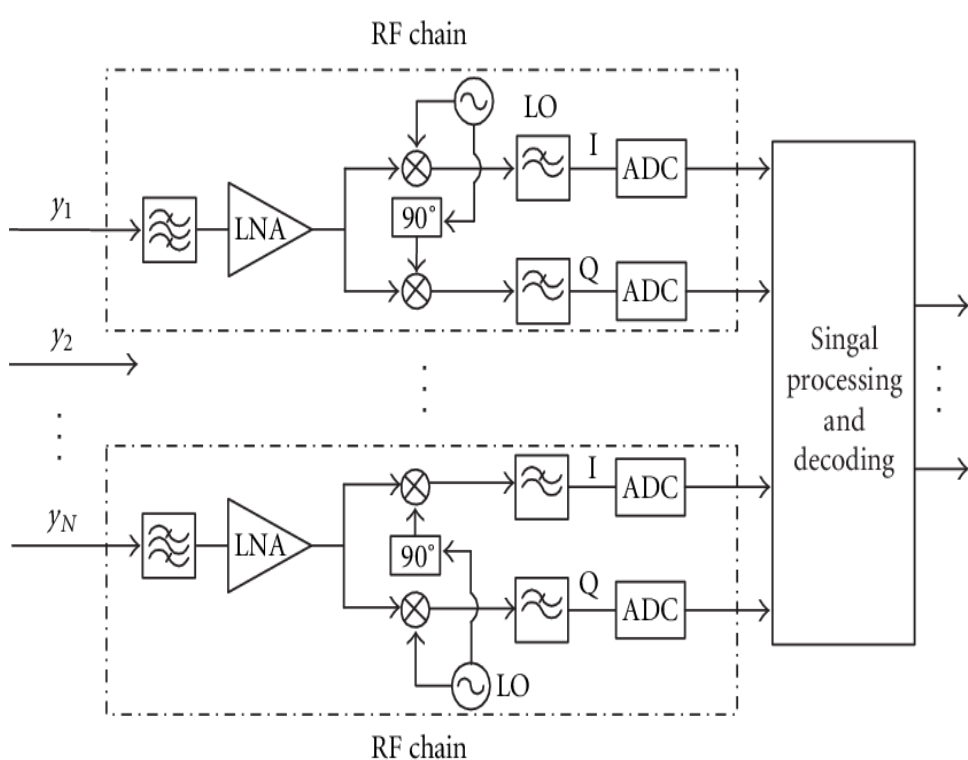 RF chain
LO
I
ADC
y1
LNA
90°
Q
ADC
y2
Singal
processing
and
decoding
I
ADC
yN
LNA
90°
Q
ADC
LO
RF chain